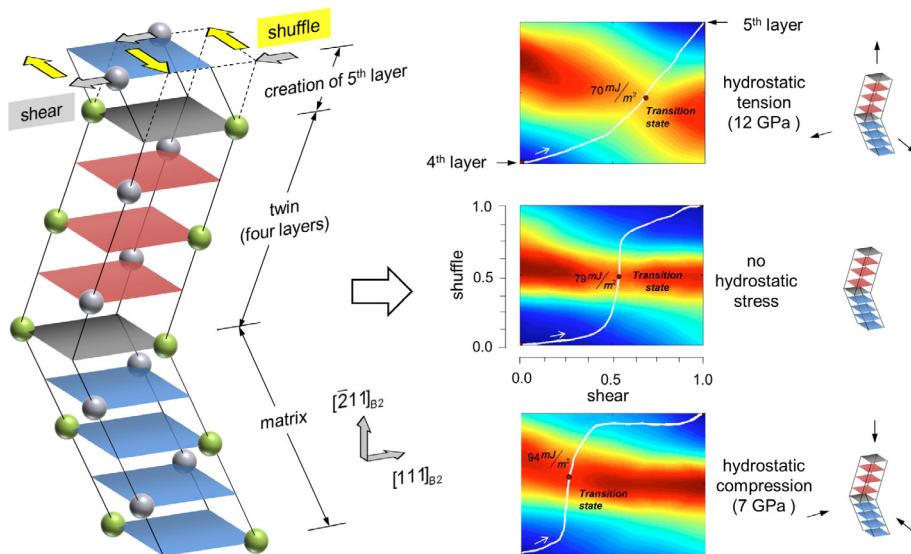 shuffle
shear
creation of 5th layer
twin
(four layers)
matrix
[2̅11]B2
[111]B2
5th layer
4th layer
70 mJ/m²
Transition
state
hydrostatic
tension
(12 GPa )
shuffle
1.0
0.5
0.0
79 mJ/m²
Transition
state
0.0
0.5
1.0
shear
no
hydrostatic
stress
94 mJ/m²
Transition
state
hydrostatic
compression
(7 GPa )